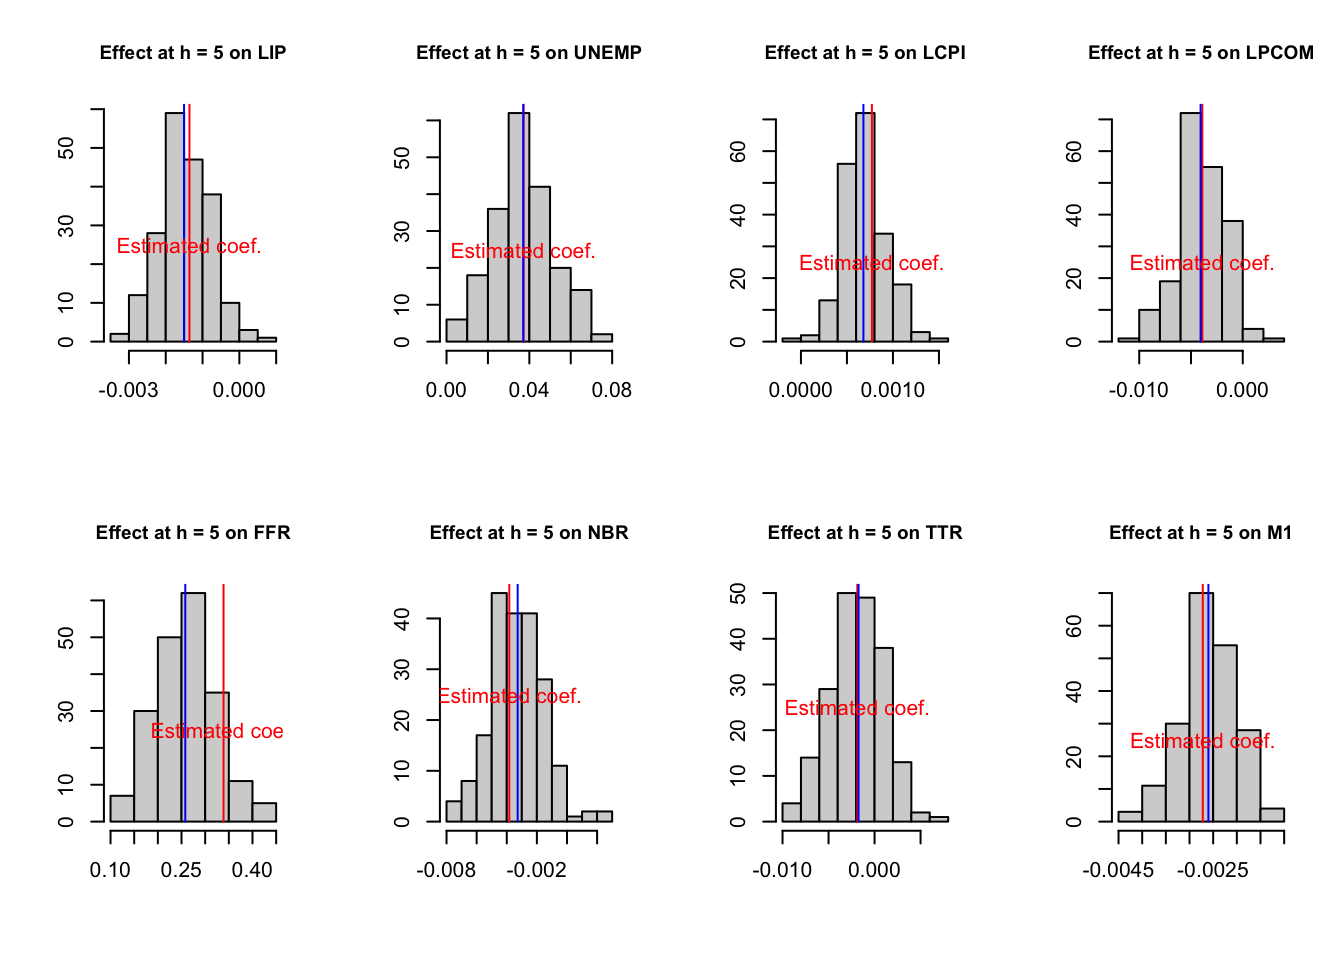 Effect at h = 5 on LIP
50
30
10
0
Estimated coef.
-0.003 0.000
Effect at h = 5 on UNEMP
50
30
10
0
Estimated coef.
0.00 0.04 0.08
Effect at h = 5 on LCPI
60
40
20
0
Estimated coef.
0.0000 0.0010
Effect at h = 5 on LPCOM
60
40
20
0
Estimated coef.
-0.010 0.000
Effect at h = 5 on FFR
50
30
10
0
Estimated coe
0.10 0.25 0.40
Effect at h = 5 on NBR
40
30
20
10
0
Estimated coef.
-0.008 -0.002
Effect at h = 5 on TTR
50
40
30
20
10
0
Estimated coef.
-0.010 0.000
Effect at h = 5 on M1
60
40
20
0
Estimated coef.
-0.0045 -0.0025